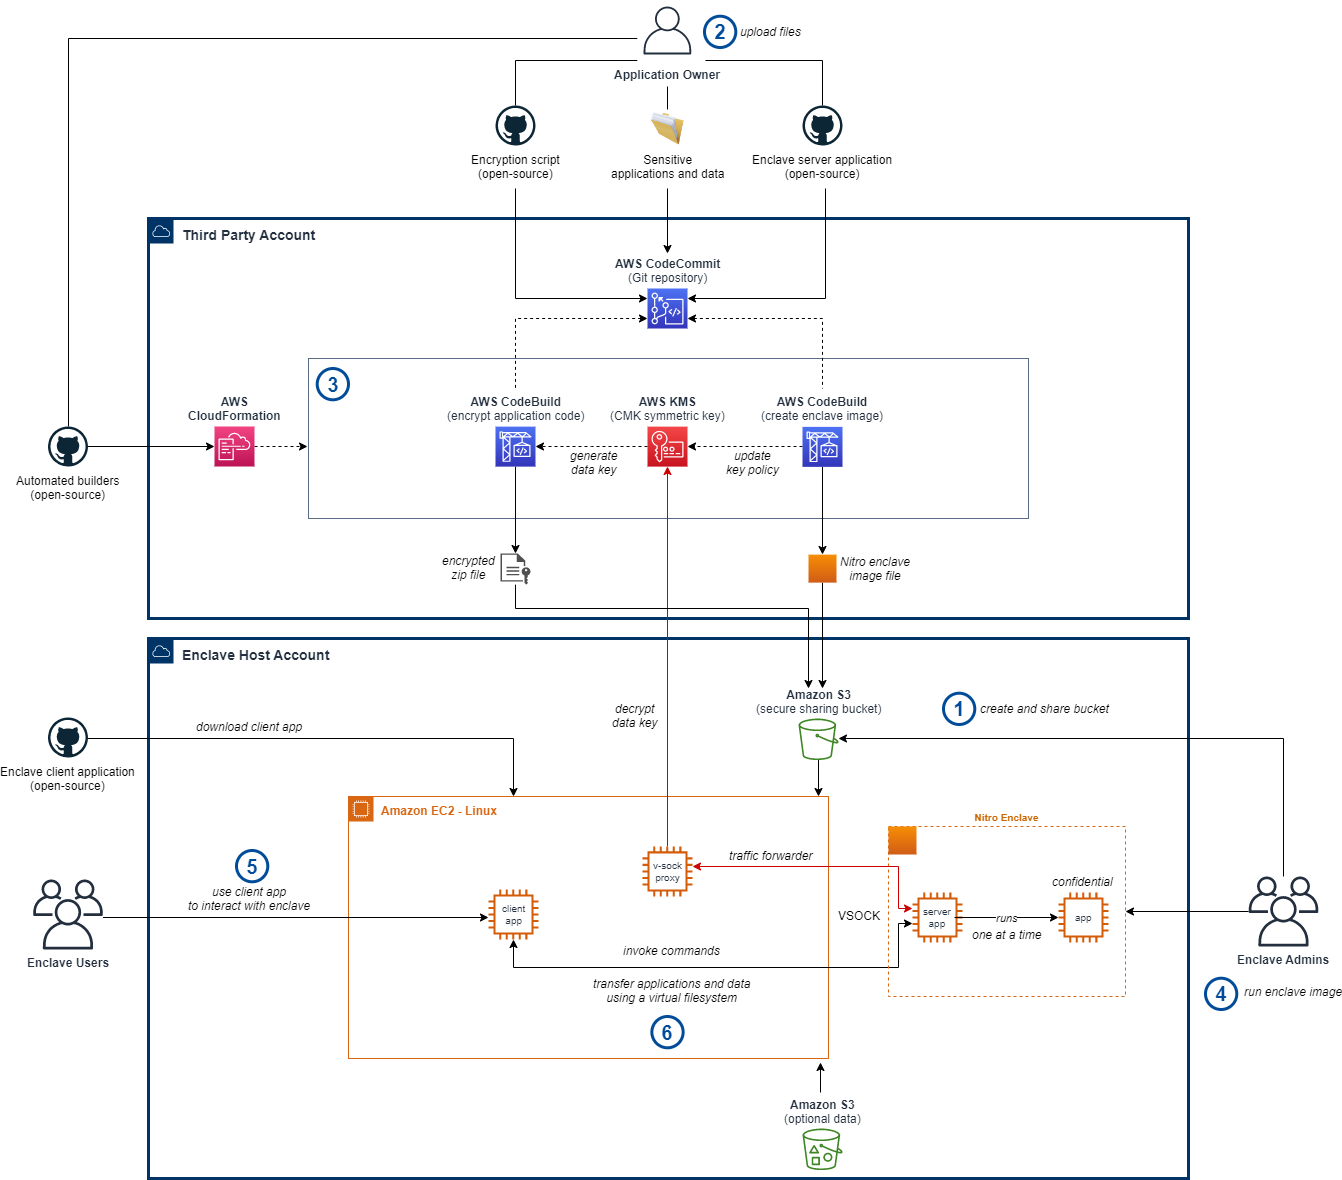 2
upload files
Application Owner
Encryption script
(open-source)
Sensitive
applications and data
Enclave server application
(open-source)
Third Party Account
AWS CodeCommit
(Git repository)
3
AWS
CloudFormation
AWS CodeBuild
(encrypt application code)
AWS KMS
(CMK symmetric key)
AWS CodeBuild
(create enclave image)
generate
data key
update
key policy
Automated builders
(open-source)
encrypted
zip file
Nitro enclave
image file
Enclave Host Account
decrypt
data key
Amazon S3
(secure sharing bucket)
1
create and share bucket
download client app
Enclave client application
(open-source)
Amazon EC2 - Linux
Nitro Enclave
5
use client app
to interact with enclave
traffic forwarder
v-sock
proxy
client
app
VSOCK
server
app
runs
one at a time
confidential
app
invoke commands
transfer applications and data
using a virtual filesystem
6
Enclave Users
Enclave Admins
4
run enclave image
Amazon S3
(optional data)